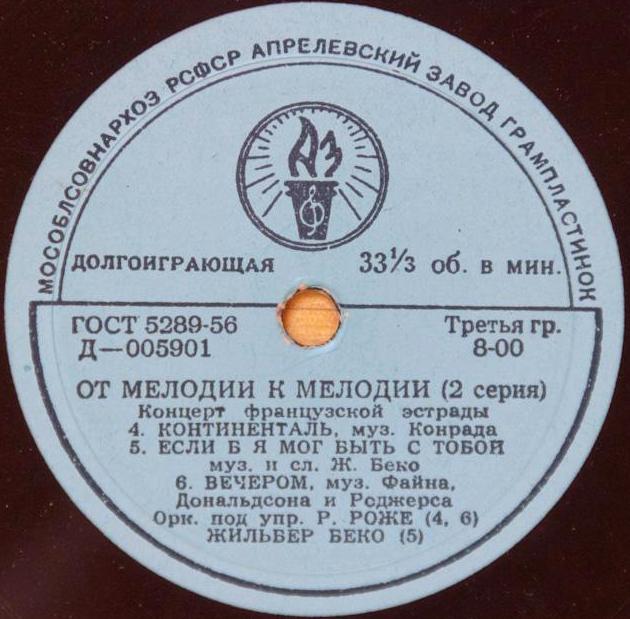 МОСОБЛСОВНАРХОЗ РСФСР АПРЕЛЕВСКИЙ ЗАВОД ГРАМПЛАСТИНОК
АЗ
ДОЛГОИГРАЮЩАЯ 33⅓ об. в мин.
ГОСТ 5289-56 Третья гр.
Д—005901 8-00
ОТ МЕЛОДИИ К МЕЛОДИИ (2 серия)
Концерт французской эстрады
4. КОНТИНЕНТАЛЬ, муз. Конрада
5. ЕСЛИ Б Я МОГ БЫТЬ С ТОБОЙ
муз. и сл. Ж. Беко
6. ВЕЧЕРОМ, муз. Файна,
Дональдсона и Роджерса
Орк. под упр. Р. РОЖЕ (4, 6)
ЖИЛЬБЕР БЕКО (5)